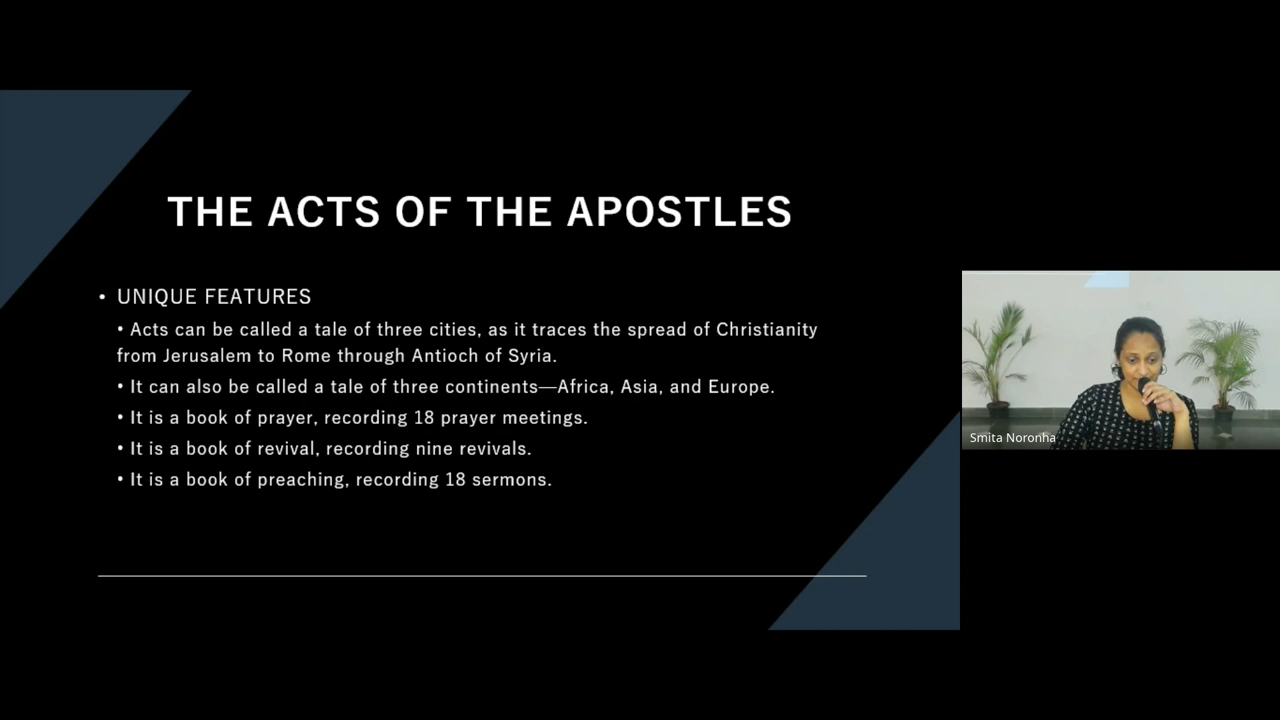 THE ACTS OF THE APOSTLES
• UNIQUE FEATURES
• Acts can be called a tale of three cities, as it traces the spread of Christianity
from Jerusalem to Rome through Antioch of Syria.
• It can also be called a tale of three continents—Africa, Asia, and Europe.
• It is a book of prayer, recording 18 prayer meetings.
• It is a book of revival, recording nine revivals.
• It is a book of preaching, recording 18 sermons.
Smita Noronha